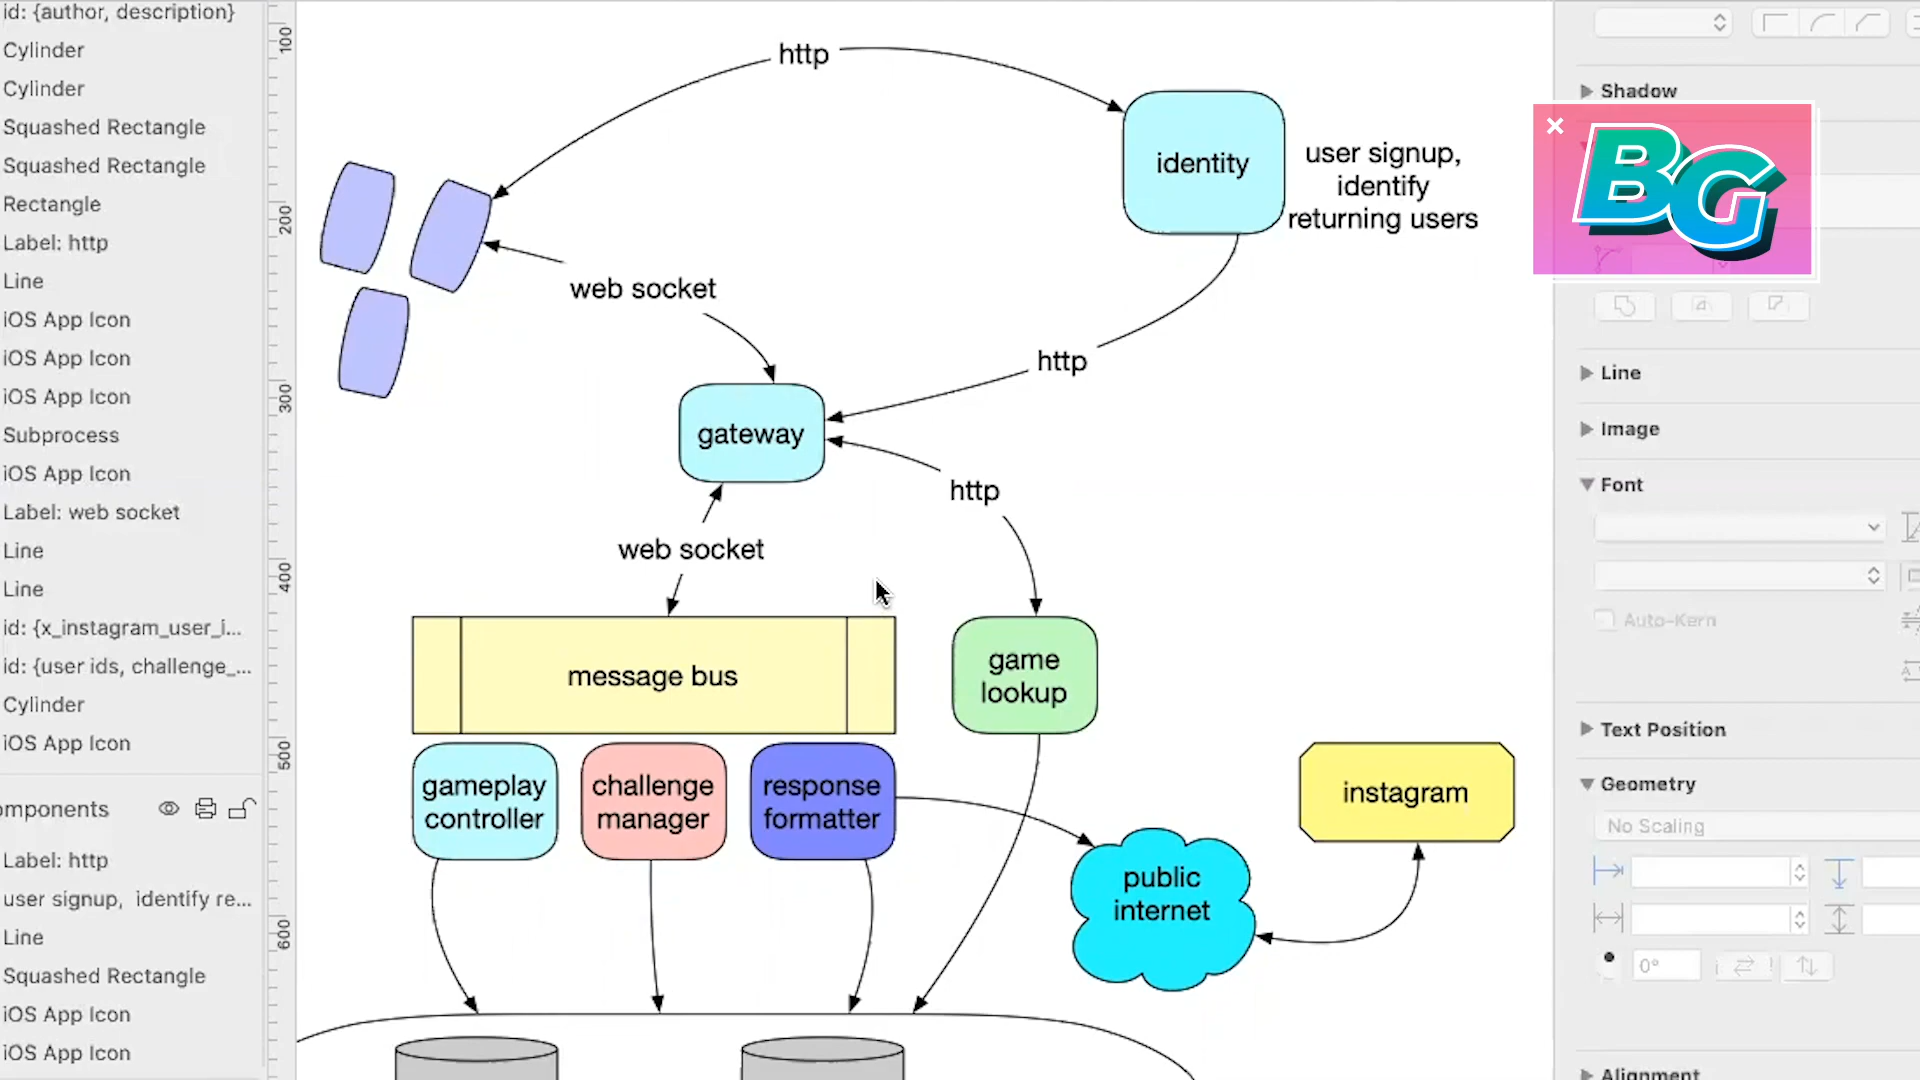 id: {author, description}
Cylinder
Cylinder
Squashed Rectangle
Squashed Rectangle
Rectangle
Label: http
Line
iOS App Icon
iOS App Icon
iOS App Icon
Subprocess
iOS App Icon
Label: web socket
Line
Line
id: {x_instagram_user_i...
id: {user ids, challenge_...
Cylinder
iOS App Icon
omponents
Label: http
user signup, identify re...
Line
Squashed Rectangle
iOS App Icon
iOS App Icon
100
200
300
400
500
600
http
identity
user signup,
identify
returning users
web socket
http
gateway
http
web socket
message bus
game
lookup
gameplay
controller
challenge
manager
response
formatter
instagram
public
internet
Shadow
BG
Line
Image
Font
Auto-Kern
Text Position
Geometry
No Scaling
0°
Alignment